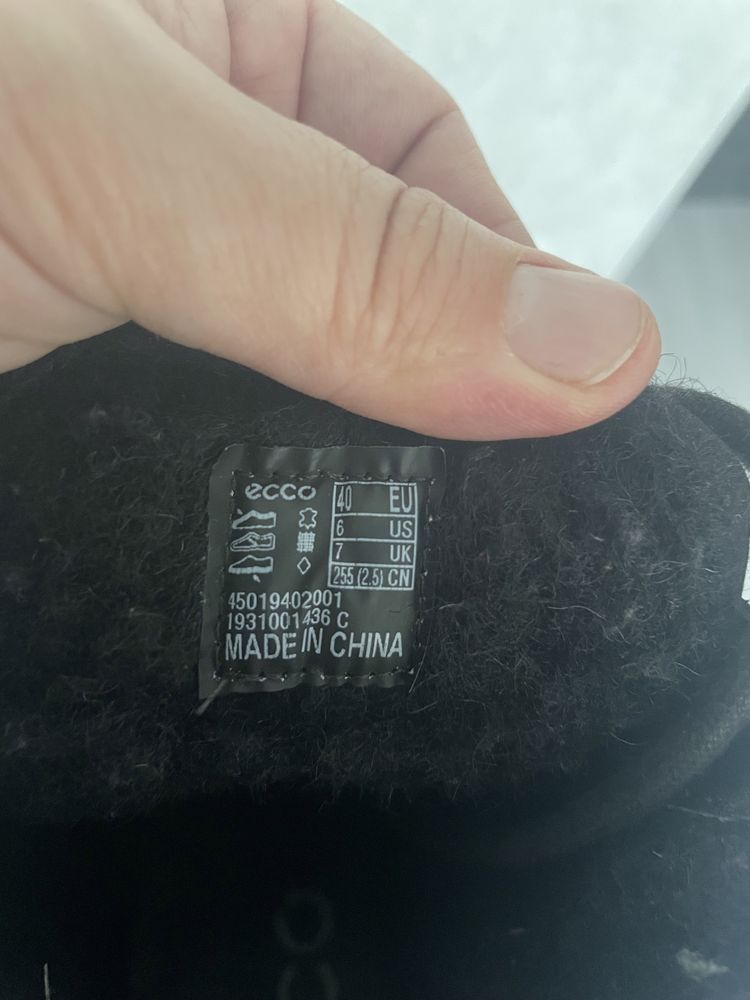 ecco
40 EU
6 US
7 UK
255 (2.5) CN
45019402001
1931001436 C
MADE IN CHINA